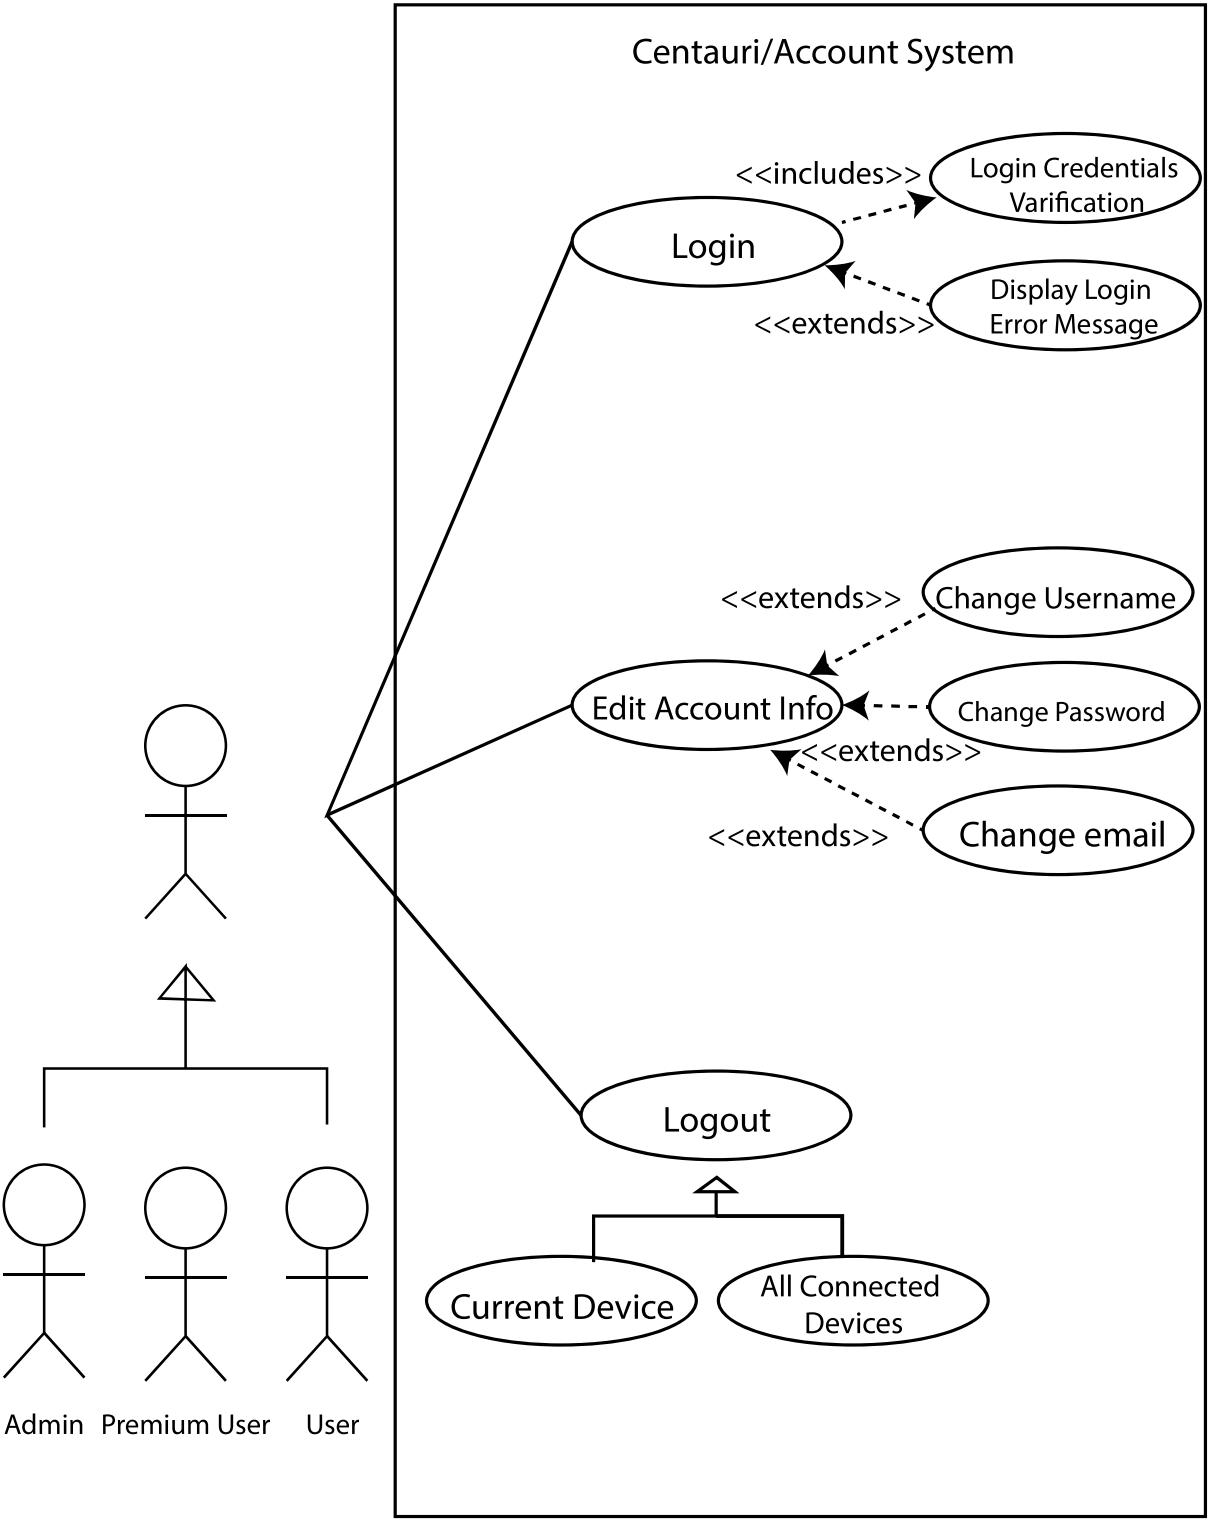 Centauri/Account System
<<includes>>
Login Credentials
Varification
Login
Display Login
Error Message
<<extends>>
<<extends>>
Change Username
Edit Account Info
Change Password
<<extends>>
<<extends>>
Change email
Logout
Current Device
All Connected
Devices
Admin
Premium User
User